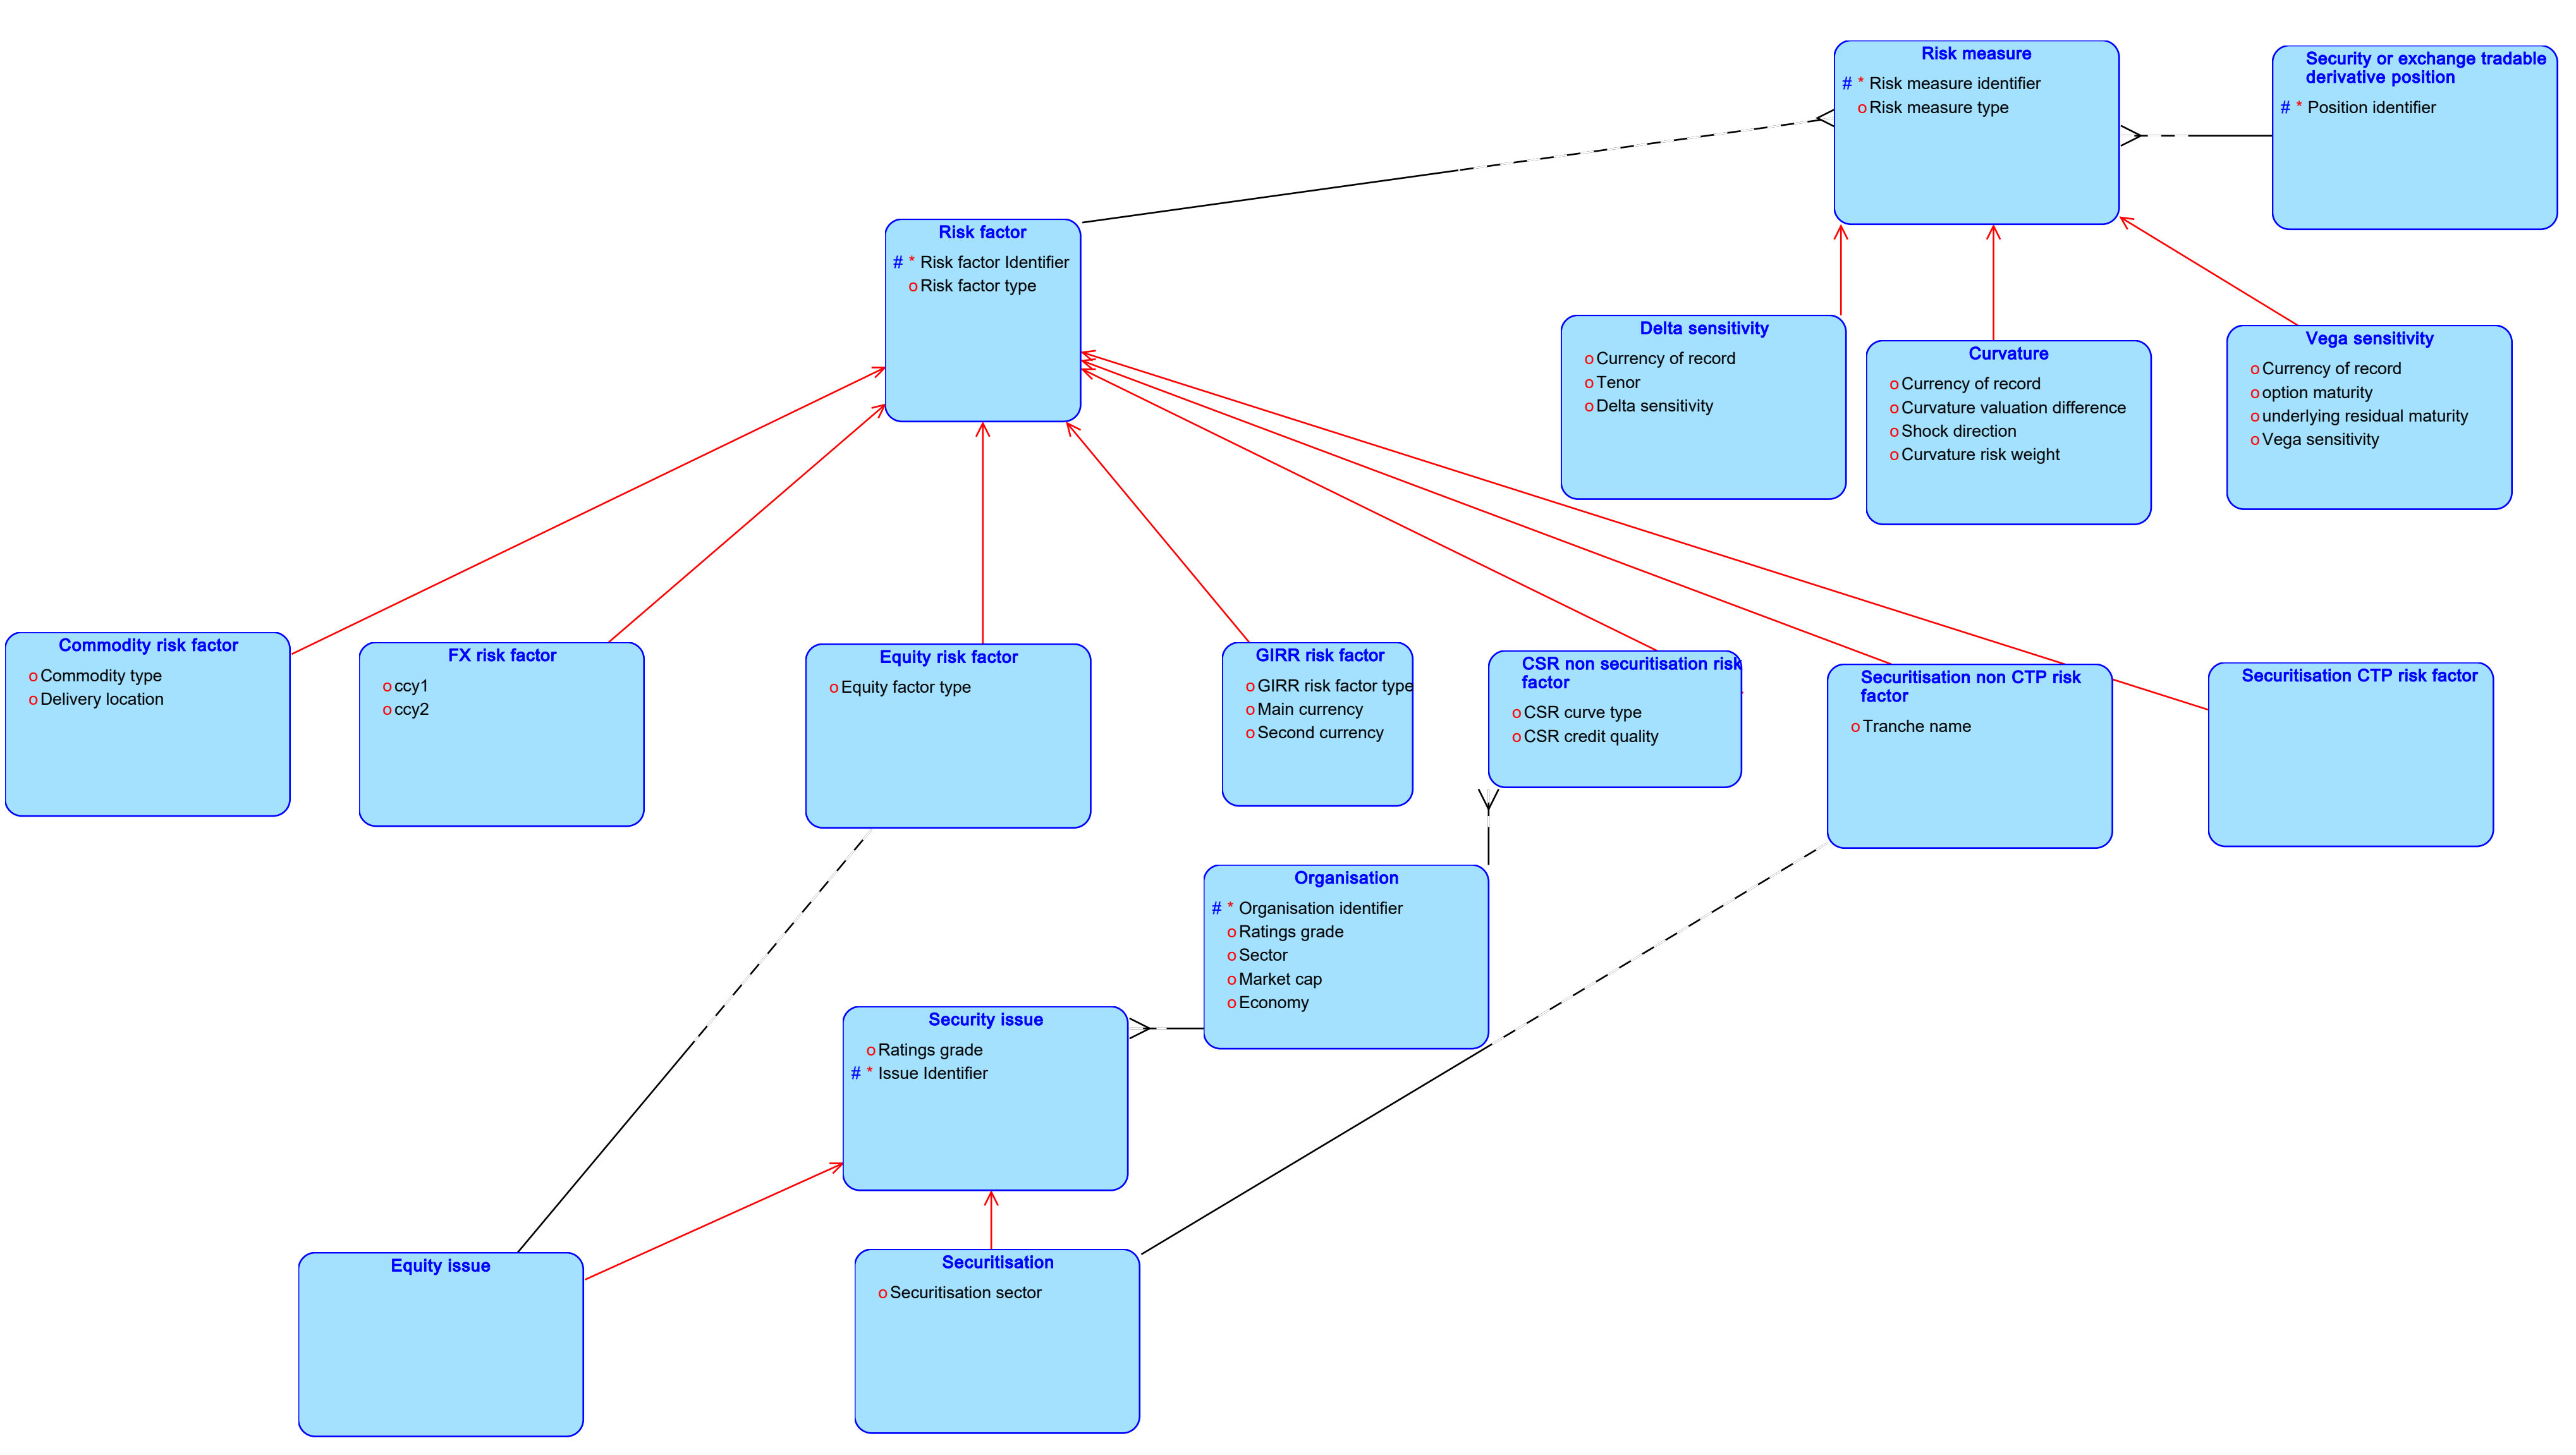 Risk measure
# * Risk measure identifier
o Risk measure type
Security or exchange tradable
derivative position
# * Position identifier
Risk factor
# * Risk factor Identifier
o Risk factor type
Delta sensitivity
o Currency of record
o Tenor
o Delta sensitivity
Curvature
o Currency of record
o Curvature valuation difference
o Shock direction
o Curvature risk weight
Vega sensitivity
o Currency of record
o option maturity
o underlying residual maturity
o Vega sensitivity
Commodity risk factor
o Commodity type
o Delivery location
FX risk factor
o ccy1
o ccy2
Equity risk factor
o Equity factor type
GIRR risk factor
o GIRR risk factor type
o Main currency
o Second currency
CSR non securitisation risk
factor
o CSR curve type
o CSR credit quality
Securitisation non CTP risk
factor
o Tranche name
Securitisation CTP risk factor
Organisation
# * Organisation identifier
o Ratings grade
o Sector
o Market cap
o Economy
Security issue
o Ratings grade
# * Issue Identifier
Equity issue
Securitisation
o Securitisation sector